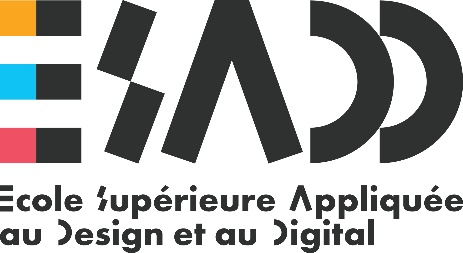 ESADD
Ecole Supérieure Appliquée
au Design et au Digital